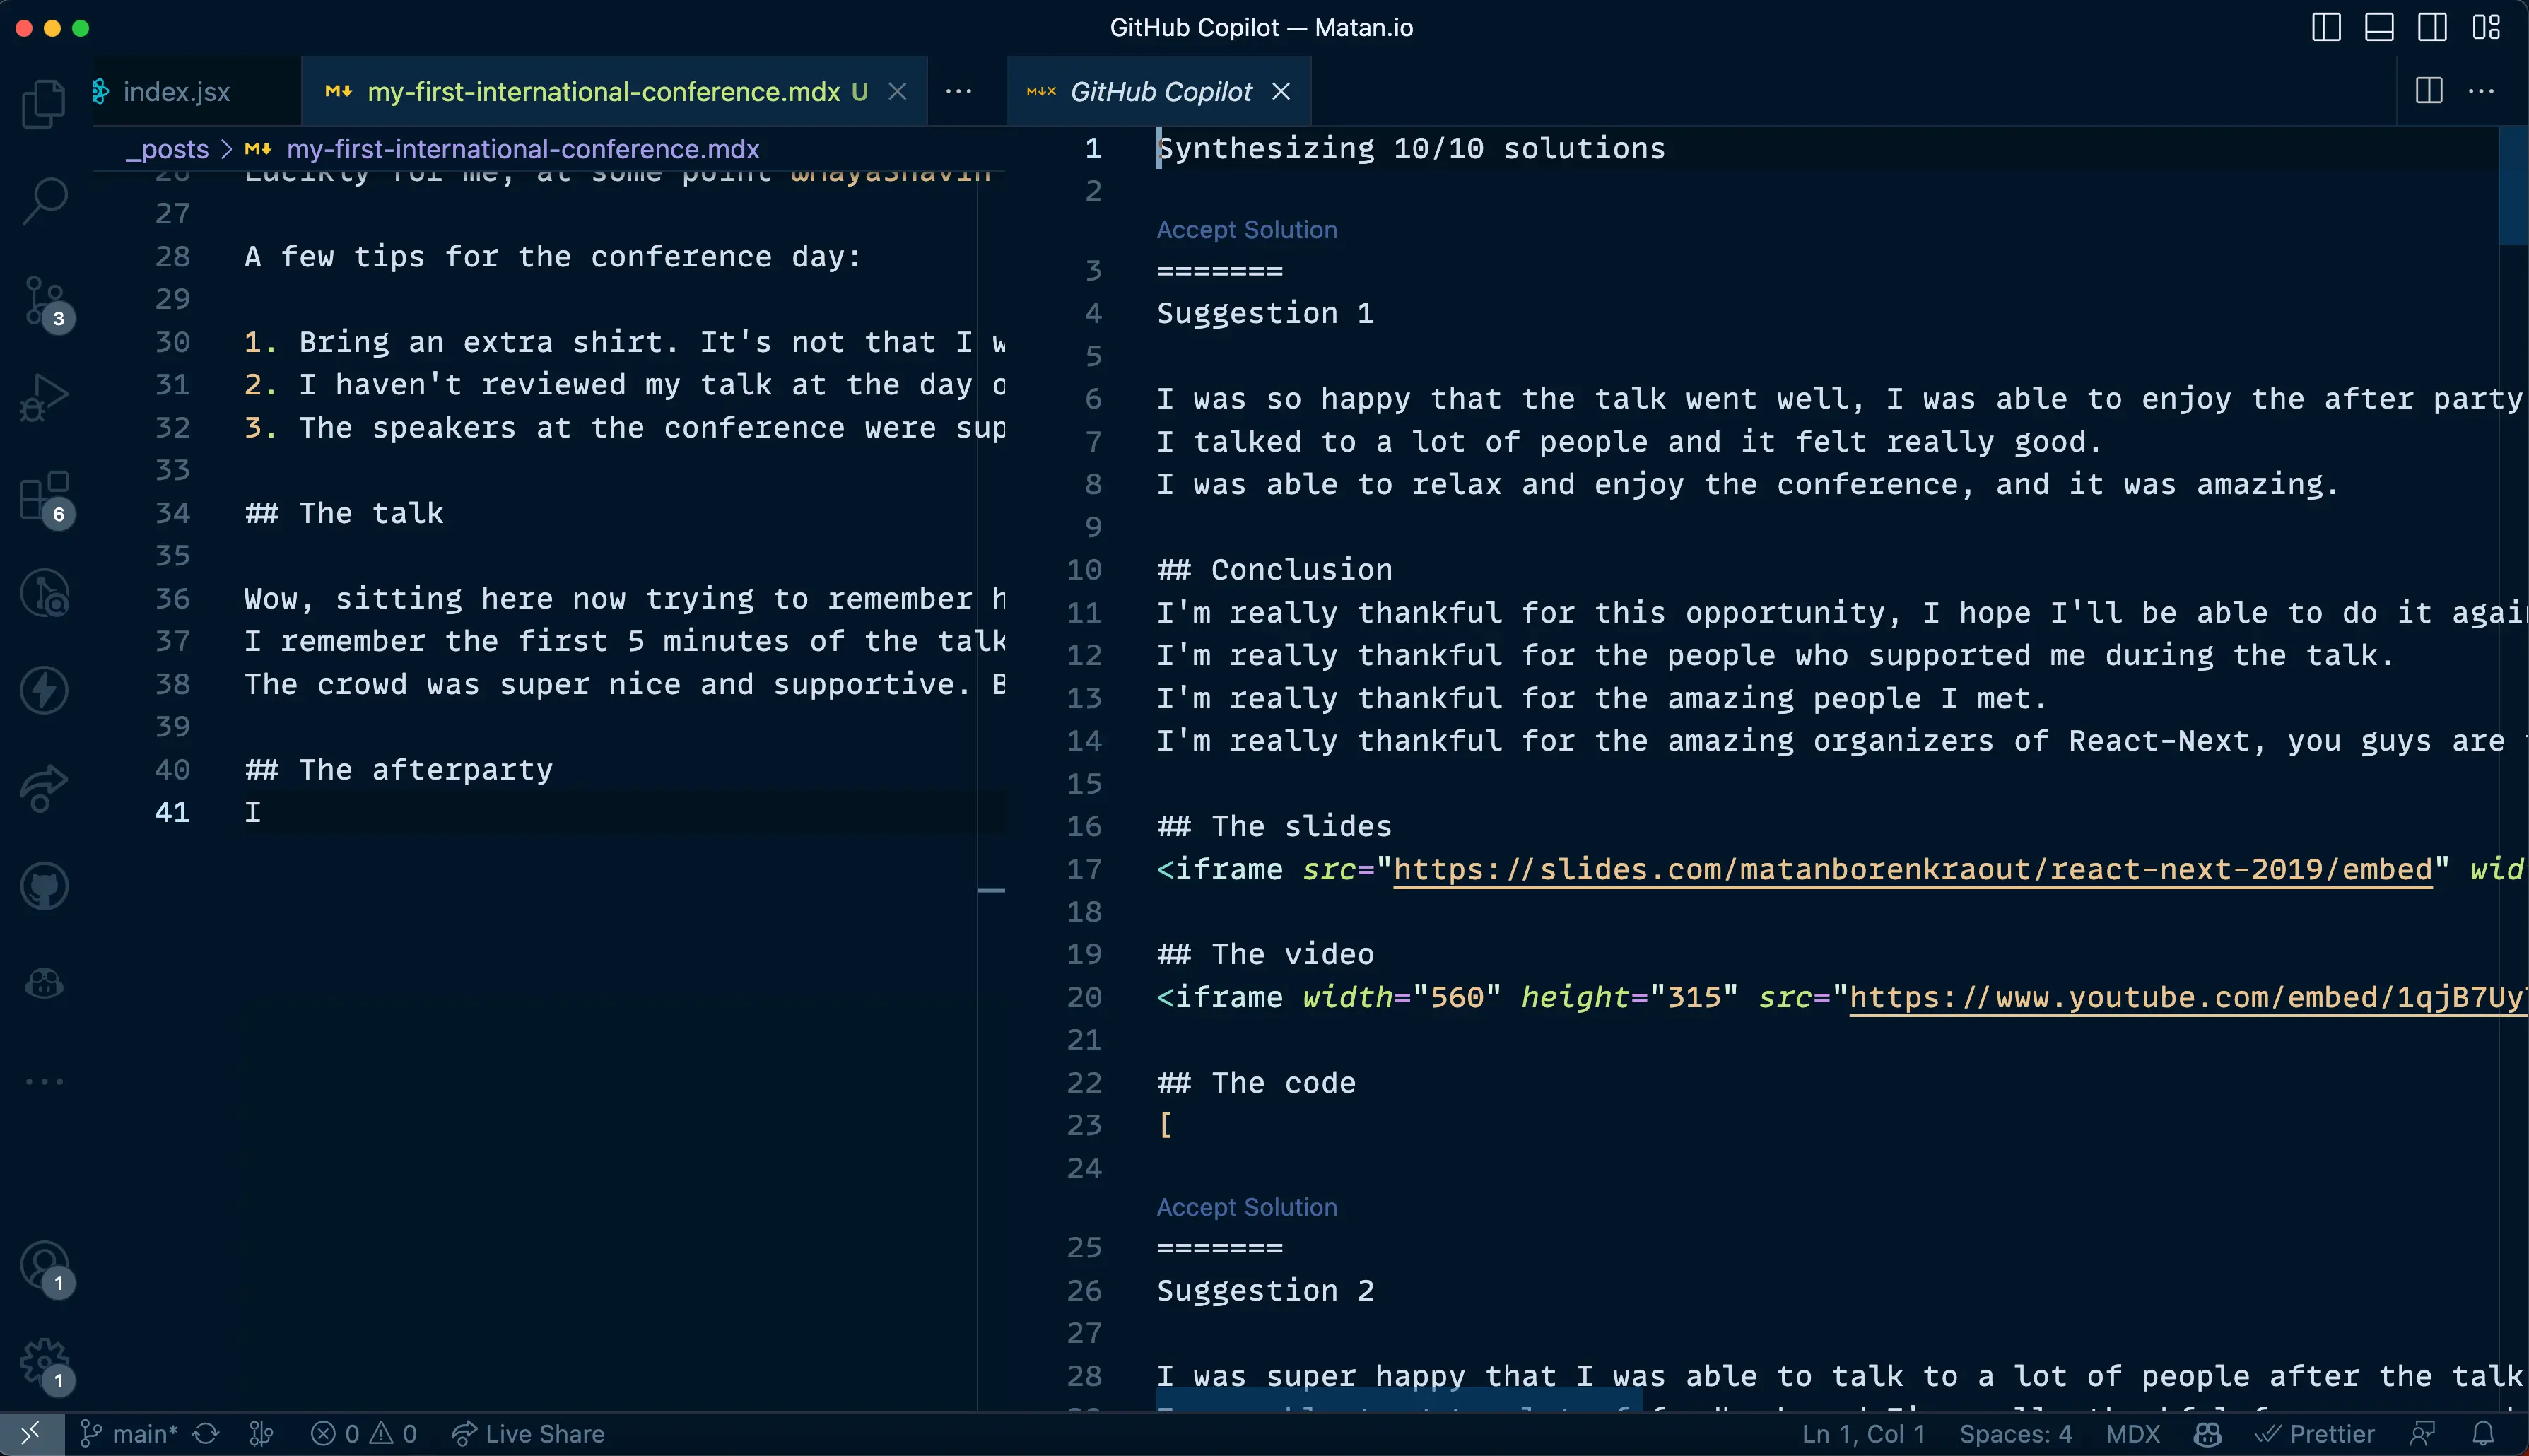 GitHub Copilot — Matan.io
index.jsx
my-first-international-conference.mdx U
GitHub Copilot
_posts > my-first-international-conference.mdx
26 Luckily for me, at some point
27
28 A few tips for the conference day:
29
30 1. Bring an extra shirt. It's not that I w
31 2. I haven't reviewed my talk at the day o
32 3. The speakers at the conference were sup
33
34 ## The talk
35
36 Wow, sitting here now trying to remember h
37 I remember the first 5 minutes of the talk
38 The crowd was super nice and supportive. B
39
40 ## The afterparty
41 I
1 Synthesizing 10/10 solutions
2
Accept Solution
3 =======
4 Suggestion 1
5
6 I was so happy that the talk went well, I was able to enjoy the after party
7 I talked to a lot of people and it felt really good.
8 I was able to relax and enjoy the conference, and it was amazing.
9
10 ## Conclusion
11 I'm really thankful for this opportunity, I hope I'll be able to do it agai
12 I'm really thankful for the people who supported me during the talk.
13 I'm really thankful for the amazing people I met.
14 I'm really thankful for the amazing organizers of React-Next, you guys are
15
16 ## The slides
17 <iframe src="https://slides.com/matanborenkraout/react-next-2019/embed" wid
18
19 ## The video
20 <iframe width="560" height="315" src="https://www.youtube.com/embed/1qjB7Uy
21
22 ## The code
23 [
24
Accept Solution
25 =======
26 Suggestion 2
27
28 I was super happy that I was able to talk to a lot of people after the talk
3
6
1
1
main* 0 0 Live Share
Ln 1, Col 1 Spaces: 4 MDX Prettier